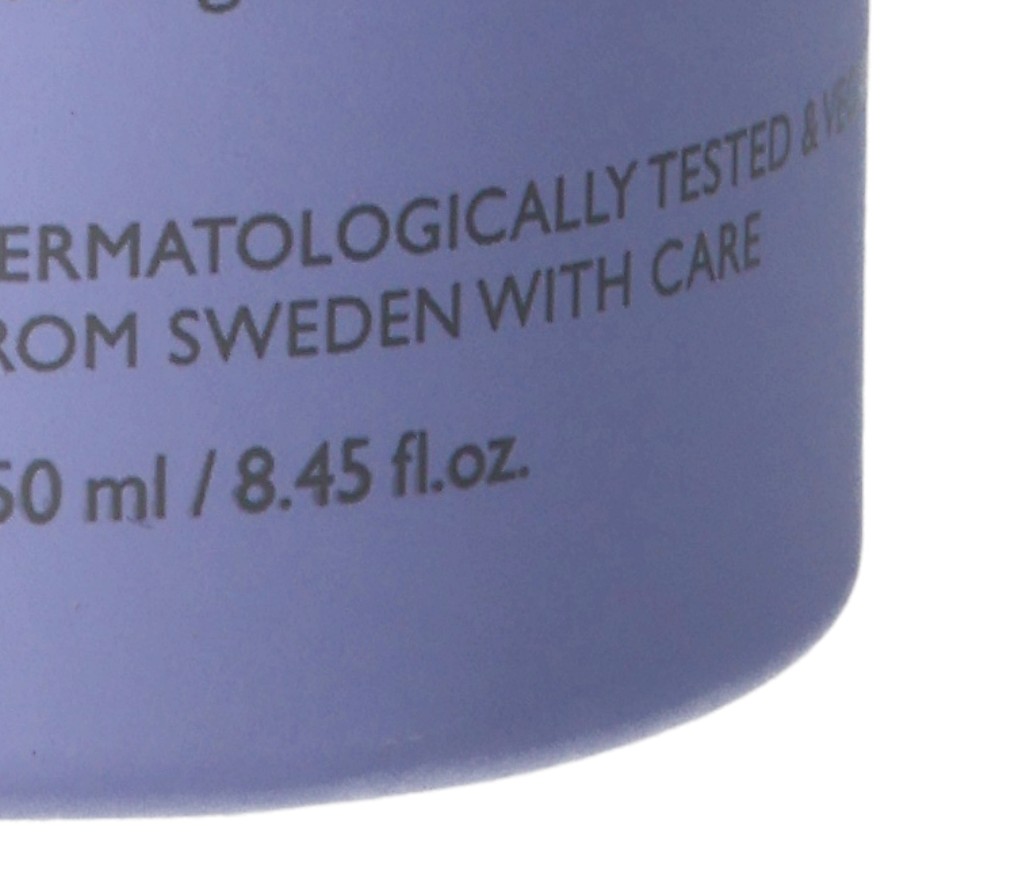 ERMATOLOGICALLY TESTED &
ROM SWEDEN WITH CARE
50 ml / 8.45 fl.oz.